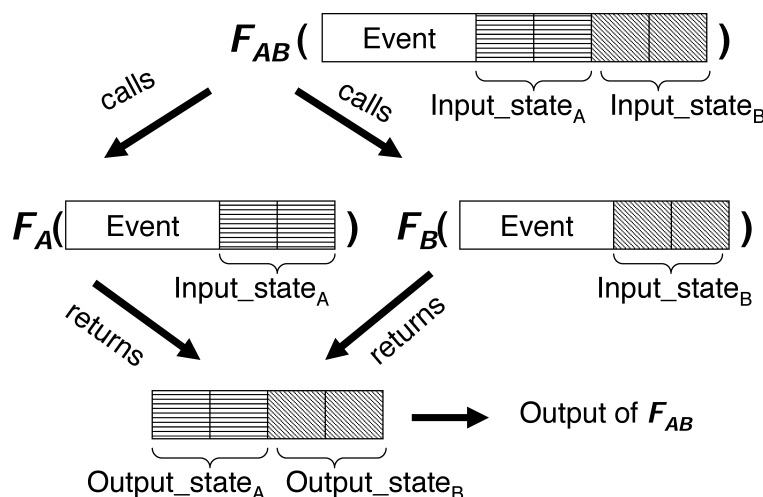 F_AB ( Event )
Input_state_A Input_state_B
calls calls
F_A( Event ) F_B( Event )
Input_state_A Input_state_B
returns returns
Output of F_AB
Output_state_A Output_state_B